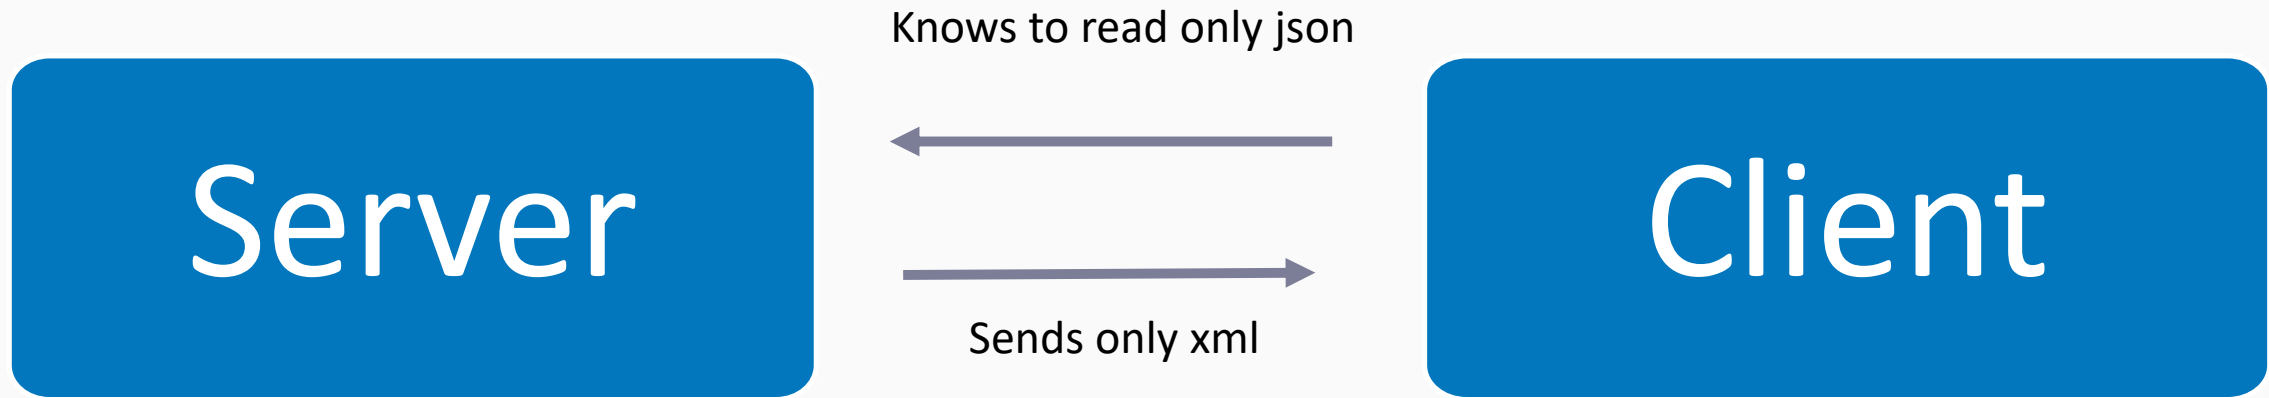 Knows to read only json
Server
Client
Sends only xml